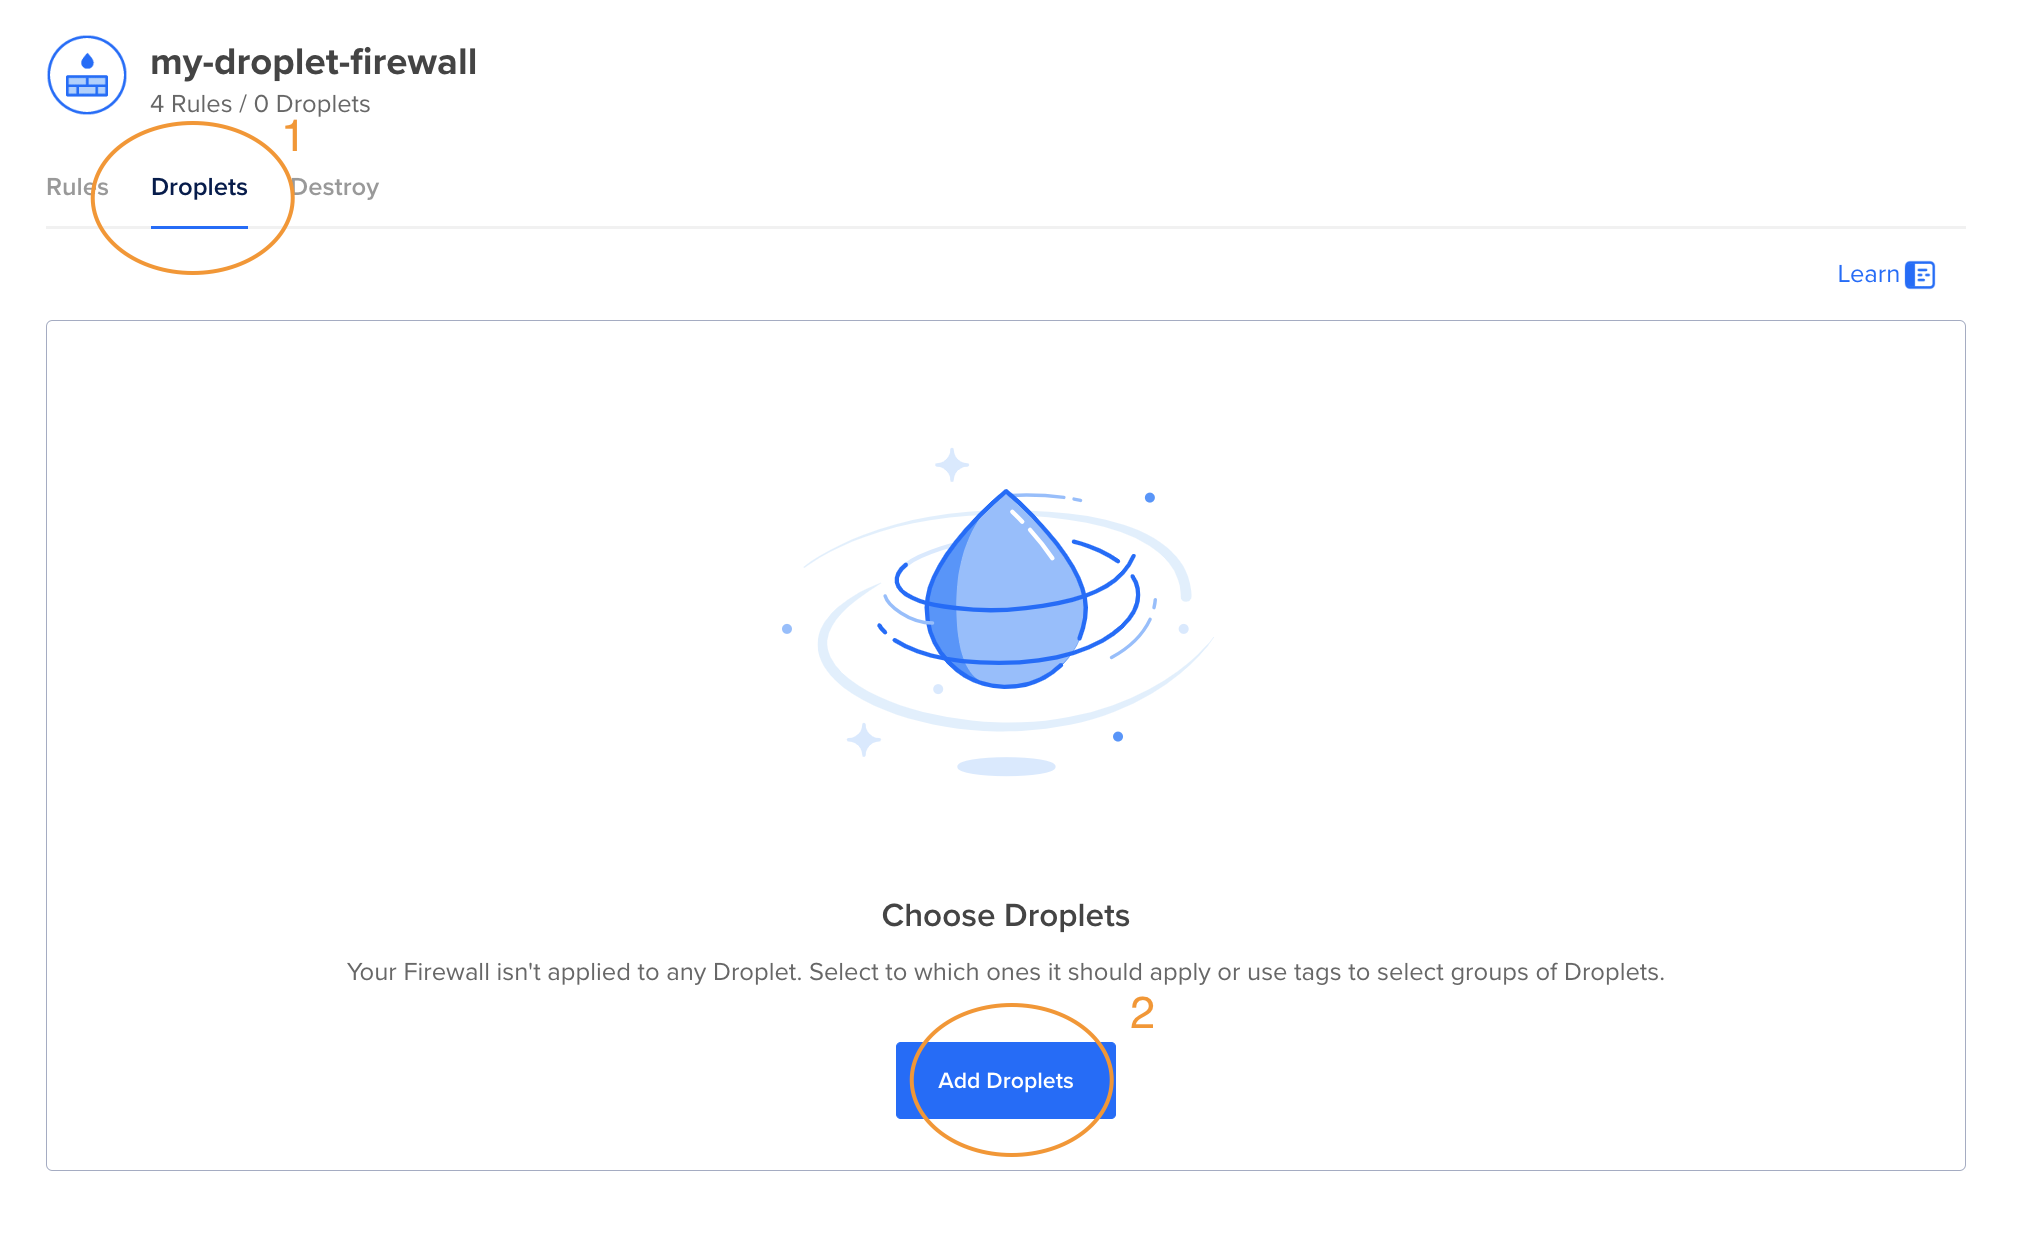 my-droplet-firewall
4 Rules / 0 Droplets
1
Rules Droplets Destroy
Learn
Choose Droplets
Your Firewall isn't applied to any Droplet. Select to which ones it should apply or use tags to select groups of Droplets.
2
Add Droplets